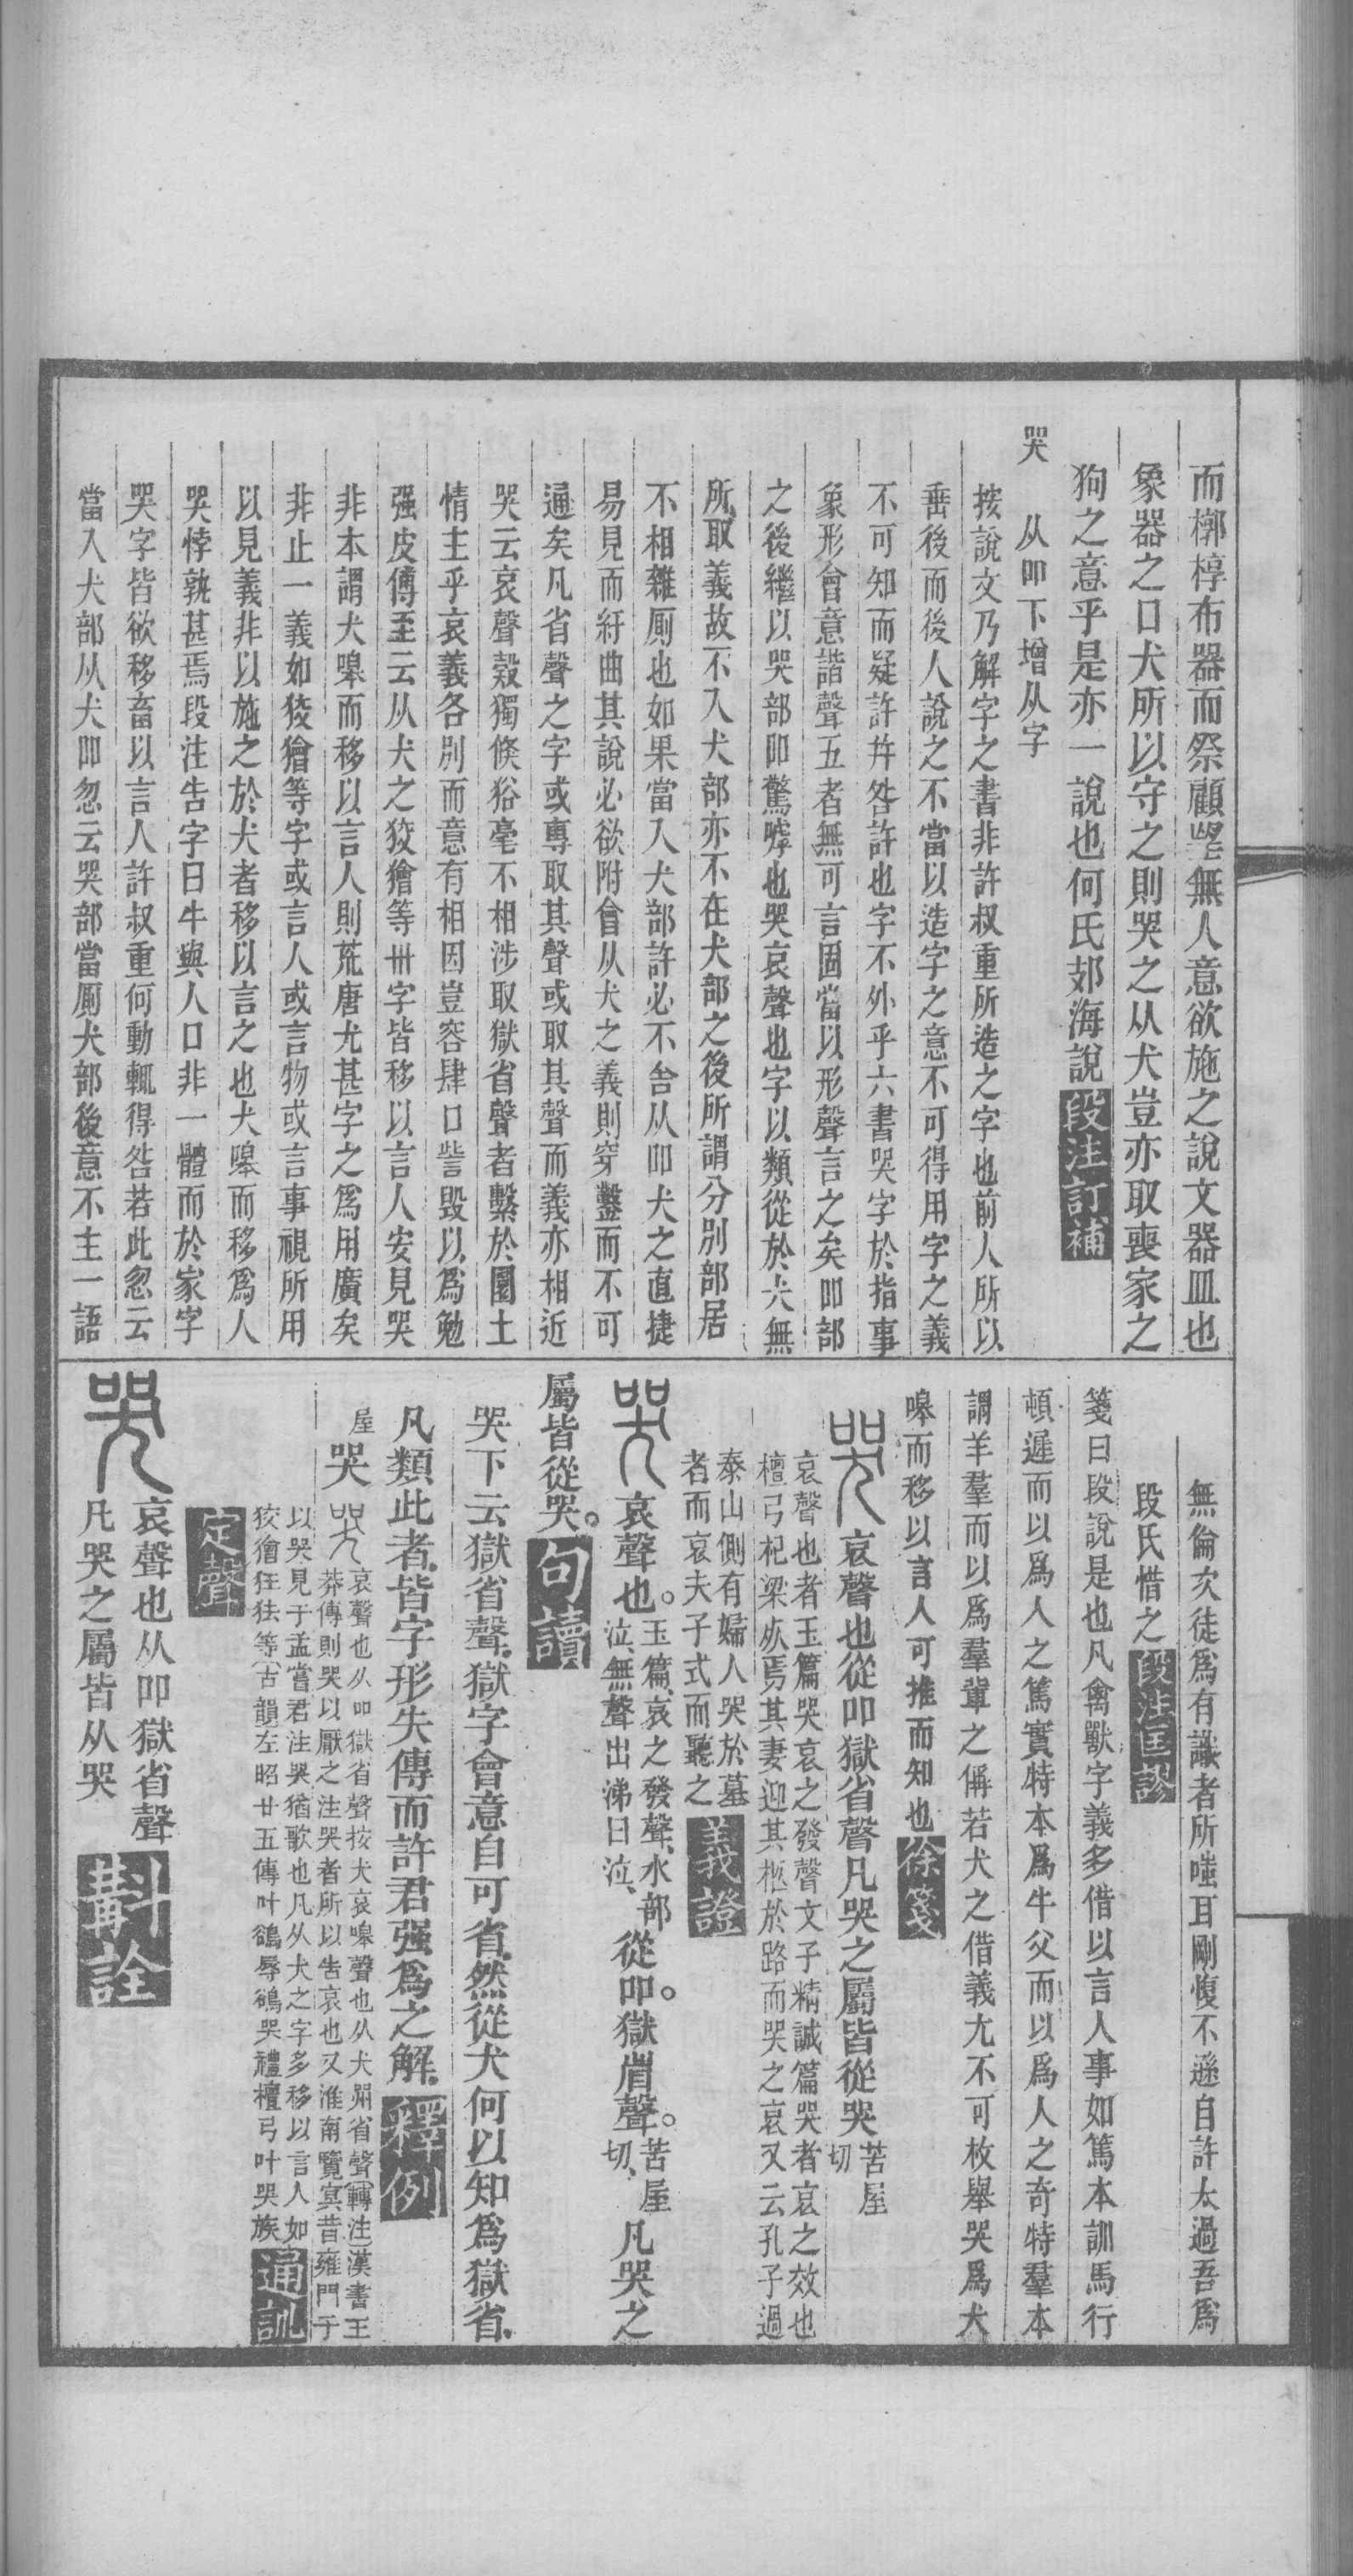 而槨椁布器而祭顧望無人意欲施之說文器皿也
象器之口犬所以守之則哭之从犬豈亦取喪家之
狗之意乎是亦一說也何氏郊海說段注訂補
哭　从吅下增从字
按說文乃解字之書非許叔重所造之字也前人所以
垂後而後人說之不當以造字之意不可得用字之義
不可知而疑許幷咎許也字不外乎六書哭字於指事
象形會意諧聲五者無可言固當以形聲言之矣吅部
之後繼以哭部吅驚嘑也哭哀聲也字以類從於犬無
所取義故不入犬部亦不在犬部之後所謂分別部居
不相雜厠也如果當入犬部許必不舍从吅犬之直捷
易見而紆曲其說必欲附會从犬之義則穿鑿而不可
通矣凡省聲之字或專取其聲或取其聲而義亦相近
哭云哀聲㲉獨倏俗毫不相涉取獄省聲者繫於圜土
情主乎哀義各別而意有相因豈容肆口訾毀以爲勉
强皮傅至云从犬之狡獪等卅字皆移以言人安見哭
非本謂犬嘷而移以言人則荒唐尤甚字之爲用廣矣
非止一義如狡獪等字或言人或言物或言事視所用
以見義非以施之於犬者移以言之也犬嘷而移爲人
哭悖孰甚焉段注告字曰牛與人口非一體而於家字
哭字皆欲移畜以言人許叔重何動輒得咎若此忽云
當入犬部从犬吅忽云哭部當厠犬部後意不主一語
無倫次徒爲有識者所嗤耳剛愎不遜自許太過吾爲
段氏惜之段注匡謬
箋曰段說是也凡禽獸字義多借以言人事如篤本訓馬行
頓遲而以爲人之篤實特本爲牛父而以爲人之奇特羣本
謂羊羣而以爲羣輩之偁若犬之借義尤不可枚舉哭爲犬
嘷而移以言人可推而知也徐箋
哀聲也從吅獄省聲凡哭之屬皆從哭苦屋切
哀聲也者玉篇哭哀之發聲文子精誠篇哭者哀之效也
檀弓杞梁死焉其妻迎其柩於路而哭之哀又云孔子過
泰山側有婦人哭於墓
者而哀夫子式而聽之義證
哀聲也。玉篇、哀之發聲、水部泣、無聲出涕曰泣、從吅。獄省聲。苦屋切、凡哭之
屬皆從哭。句讀
哭下云獄省聲、獄字會意自可省、然從犬何以知爲獄省、
凡類此者、皆字形失傳而許君强爲之解、釋例
屋
哭　哀聲也从吅獄省聲按犬哀嘷聲也从犬㗊省聲〔轉注〕漢書王
莽傳則哭以厭之注哭者所以告哀也又淮南覽冥昔雍門子
以哭見于孟嘗君注哭猶歌也凡从犬之字多移以言人如
狡獪狂㹤等〔古韻〕左昭廿五傳叶鵒辱鵒哭禮檀弓叶哭族通訓
定聲
哀聲也从吅獄省聲
凡哭之屬皆从哭　斠詮